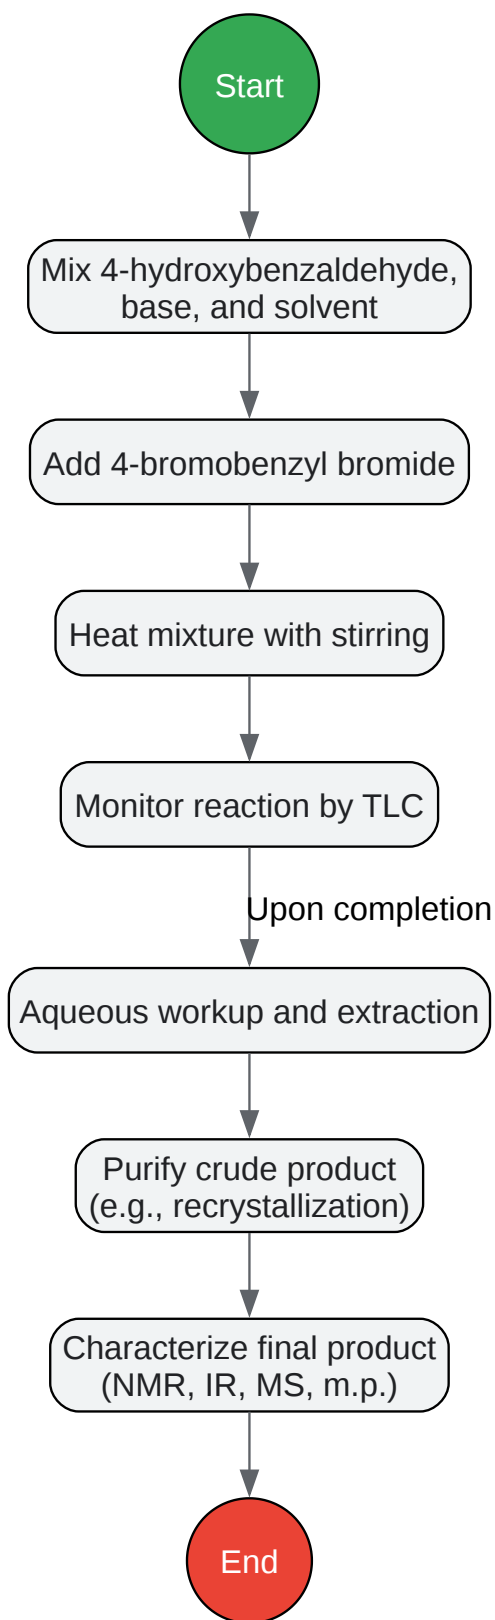 Start
Mix 4-hydroxybenzaldehyde,
base, and solvent
Add 4-bromobenzyl bromide
Heat mixture with stirring
Monitor reaction by TLC
Upon completion
Aqueous workup and extraction
Purify crude product
(e.g., recrystallization)
Characterize final product
(NMR, IR, MS, m.p.)
End